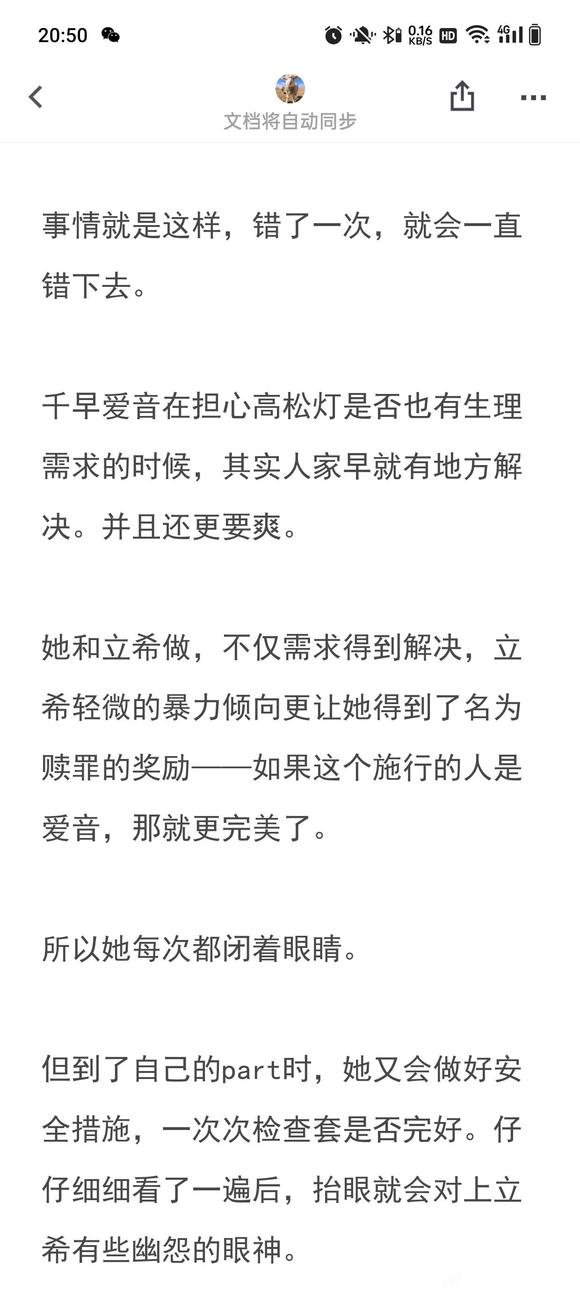 20:50
0.16
KB/S
HD
4G
文档将自动同步
事情就是这样，错了一次，就会一直
错下去。
千早爱音在担心高松灯是否也有生理
需求的时候，其实人家早就有地方解
决。并且还更要爽。
她和立希做，不仅需求得到解决，立
希轻微的暴力倾向更让她得到了名为
赎罪的奖励——如果这个施行的人是
爱音，那就更完美了。
所以她每次都闭着眼睛。
但到了自己的part时，她又会做好安
全措施，一次次检查套是否完好。仔
仔细细看了一遍后，抬眼就会对上立
希有些幽怨的眼神。